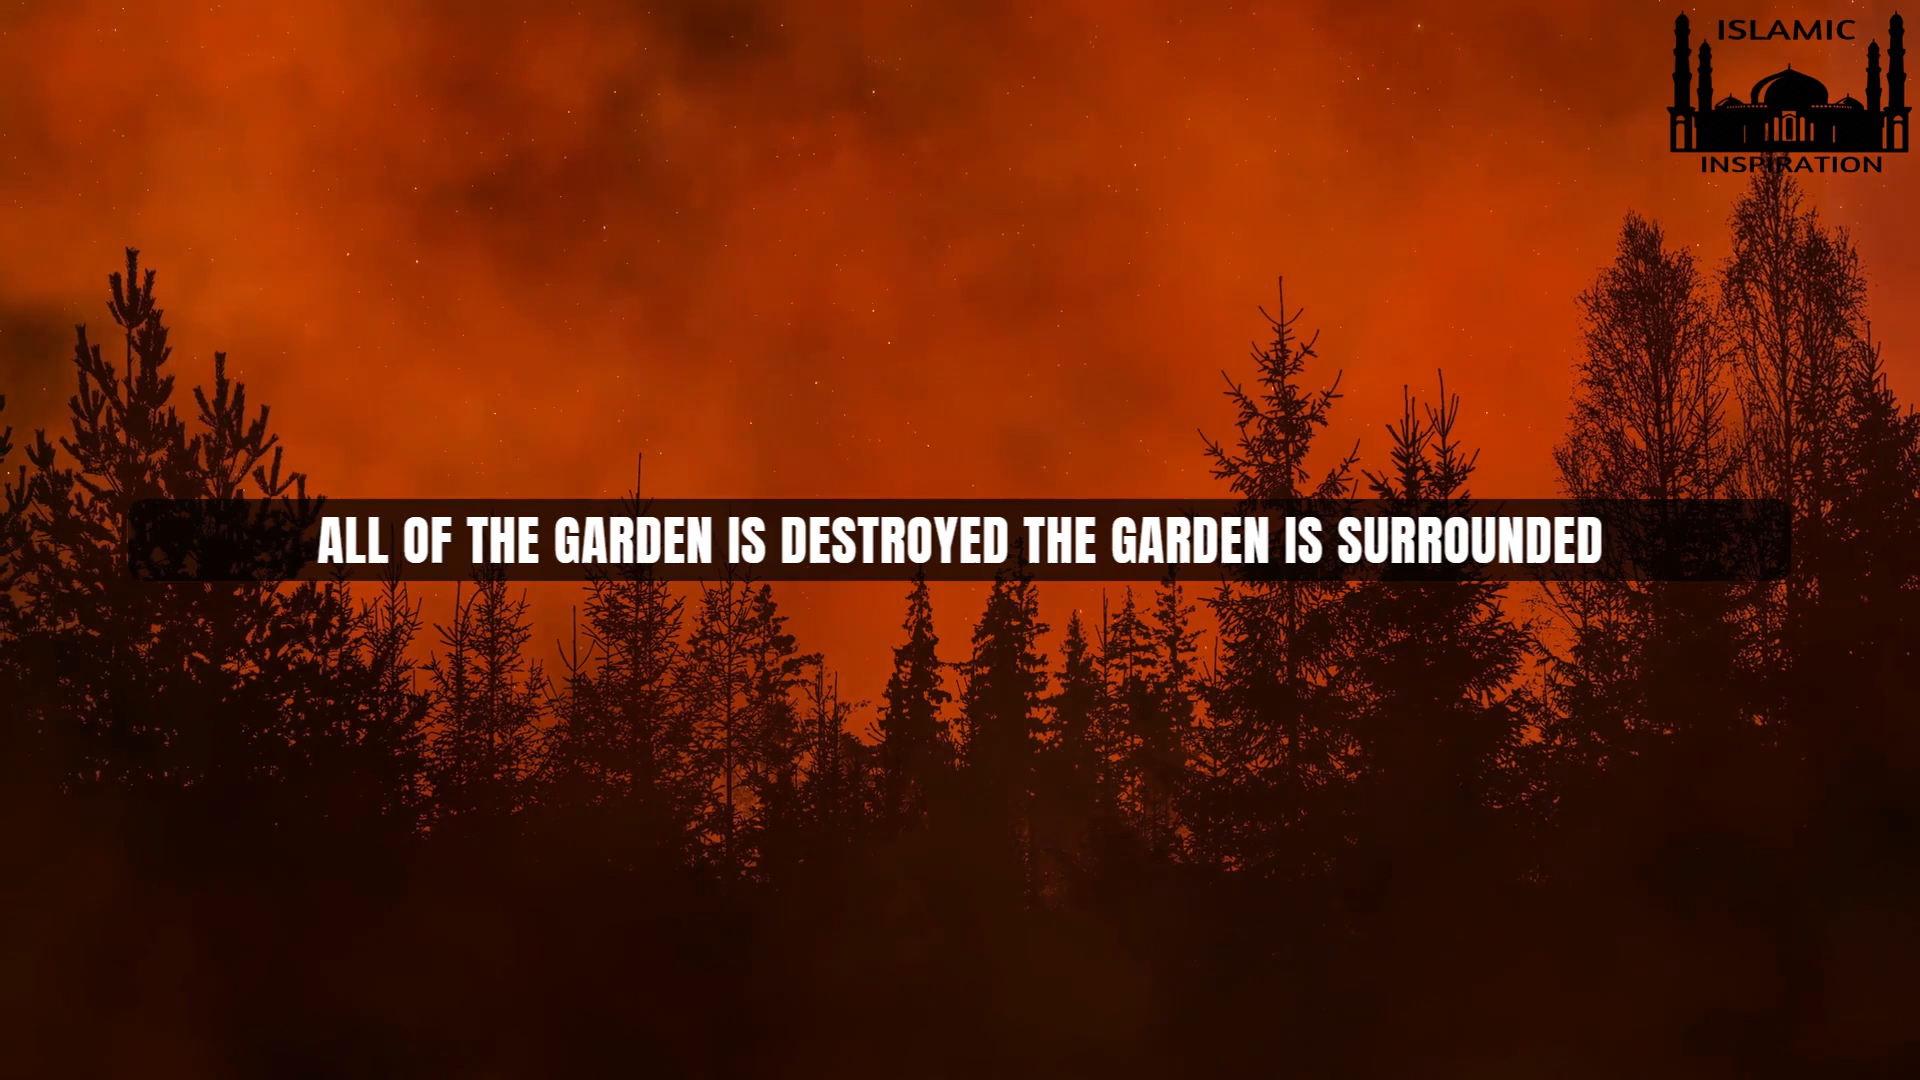 ISLAMIC
INSPIRATION
ALL OF THE GARDEN IS DESTROYED THE GARDEN IS SURROUNDED